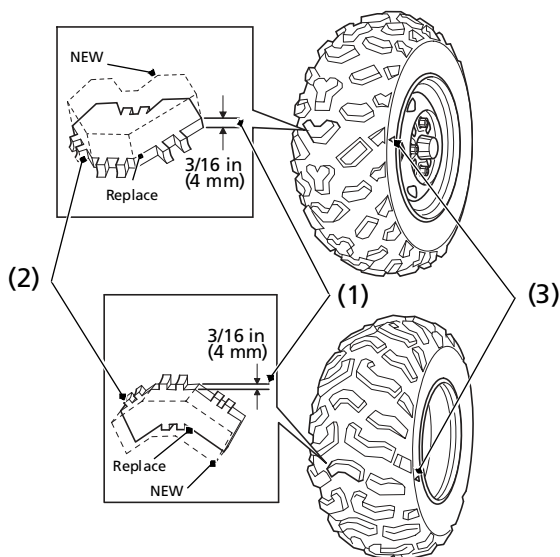 NEW
3/16 in
(4 mm)
Replace
(2)
(1)
(3)
3/16 in
(4 mm)
Replace
NEW